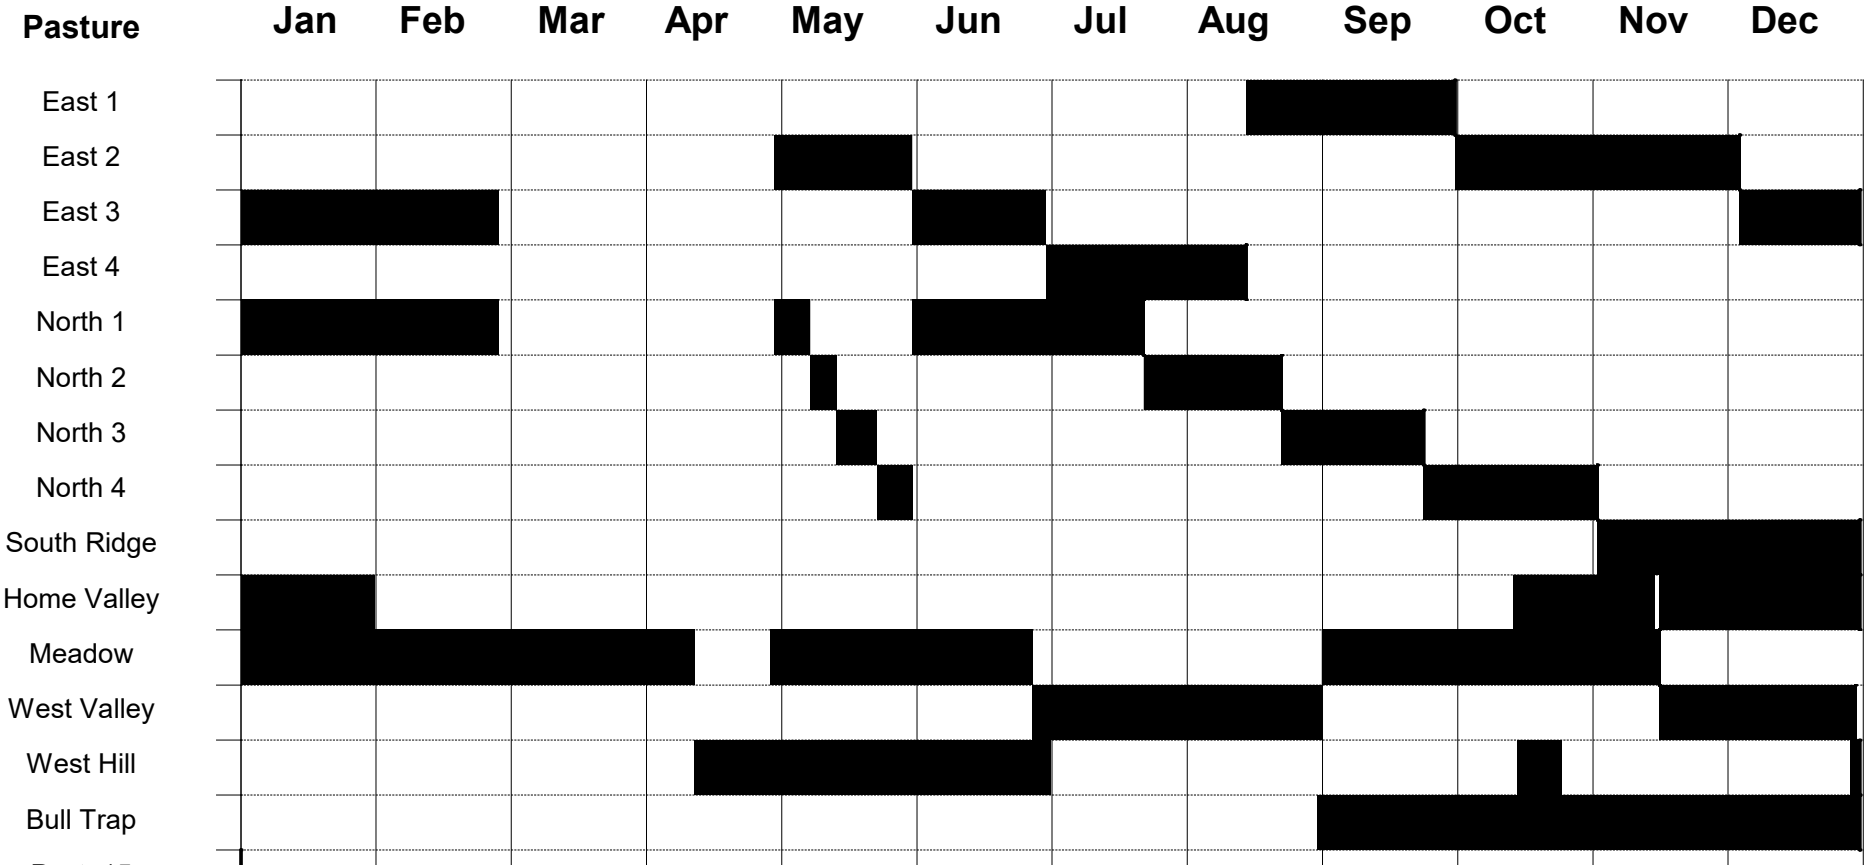 Pasture Jan Feb Mar Apr May Jun Jul Aug Sep Oct Nov Dec
East 1
East 2
East 3
East 4
North 1
North 2
North 3
North 4
South Ridge
Home Valley
Meadow
West Valley
West Hill
Bull Trap